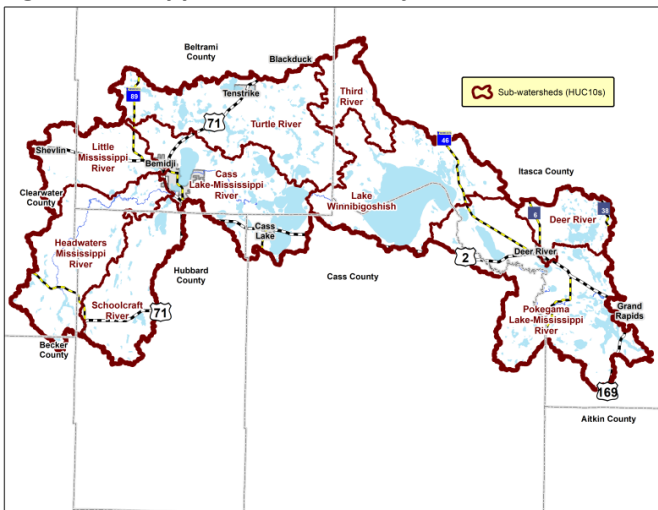 Beltrami
County
Blackduck
89
Tenstrike
Third
River
Sub-watersheds (HUC10s)
71
Turtle River
46
Little
Mississippi
River
Shevlin
Bemidji
Cass
Lake-Mississippi
River
Itasca County
Clearwater
County
Lake
Winnibigoshish
6
Deer River
Headwaters
Mississippi
River
Cass
Lake
2
Deer River
Hubbard
County
Cass County
Schoolcraft
River
71
Pokegama
Lake-Mississippi
River
Grand
Rapids
Becker
County
169
Aitkin County